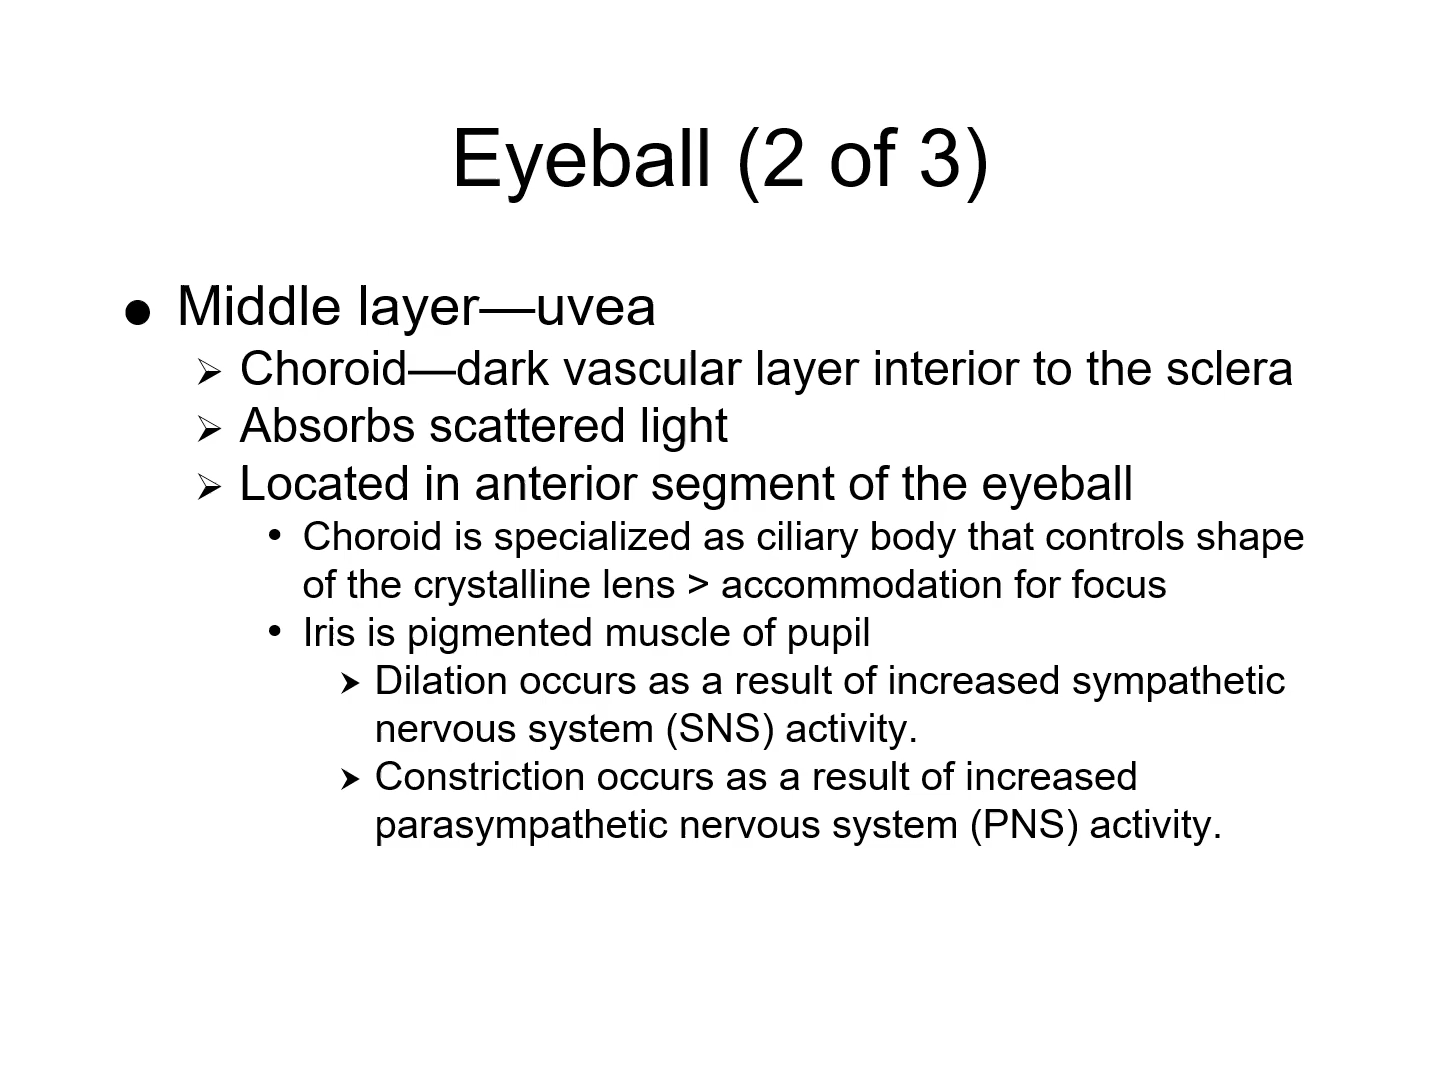 Eyeball (2 of 3)
● Middle layer—uvea
➢ Choroid—dark vascular layer interior to the sclera
➢ Absorbs scattered light
➢ Located in anterior segment of the eyeball
• Choroid is specialized as ciliary body that controls shape
of the crystalline lens > accommodation for focus
• Iris is pigmented muscle of pupil
➤ Dilation occurs as a result of increased sympathetic
nervous system (SNS) activity.
➤ Constriction occurs as a result of increased
parasympathetic nervous system (PNS) activity.